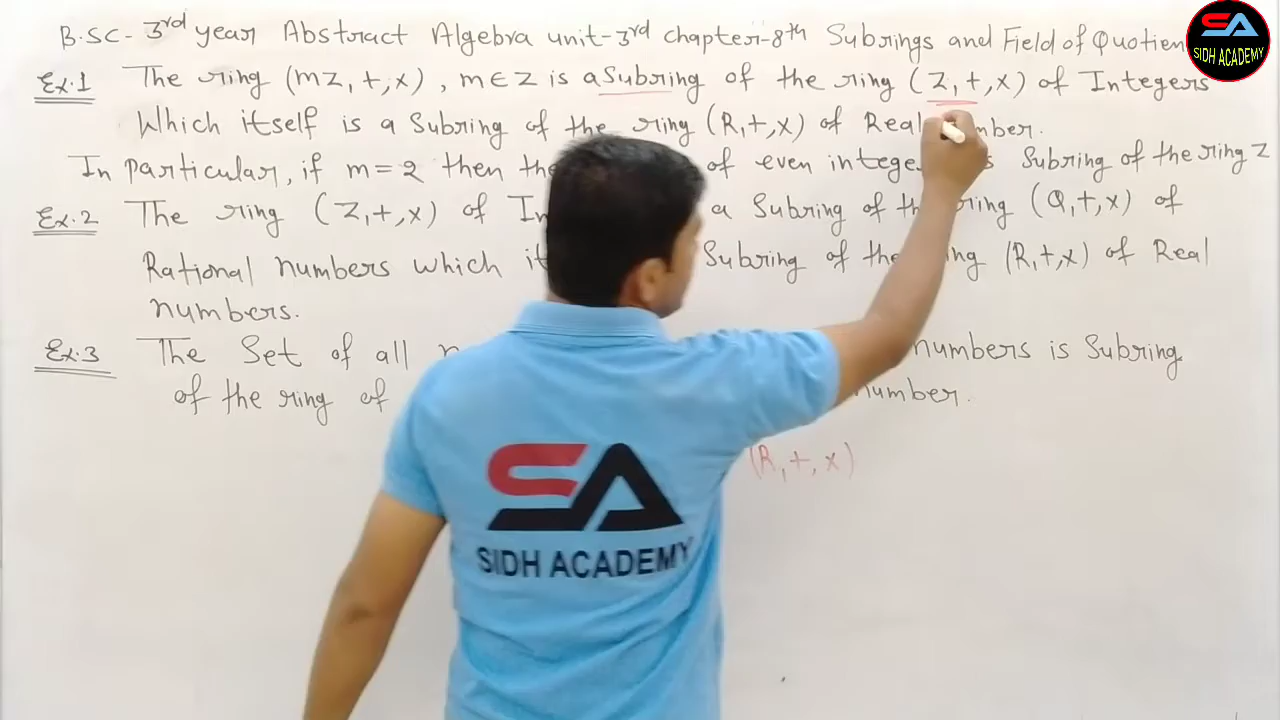 B.SC- 3rd year Abstract Algebra unit-3rd chapter-8th Subrings and Field of Quotien
SA
SIDH ACADEMY
Ex.1 The ring (mZ, +, x), m∈Z is a Subring of the ring (Z, +, x) of Integers
Which itself is a Subring of the ring (R, +, x) of Real mber.
In particular, if m=2 then the of even intege s Subring of the ring Z
Ex.2 The ring (Z, +, x) of In a Subring of th ring (Q, +, x) of
Rational numbers which it Subring of the ing (R, +, x) of Real
numbers.
Ex.3 The Set of all numbers is Subring
of the ring of number.
(R, +, x)
SA
SIDH ACADEMY